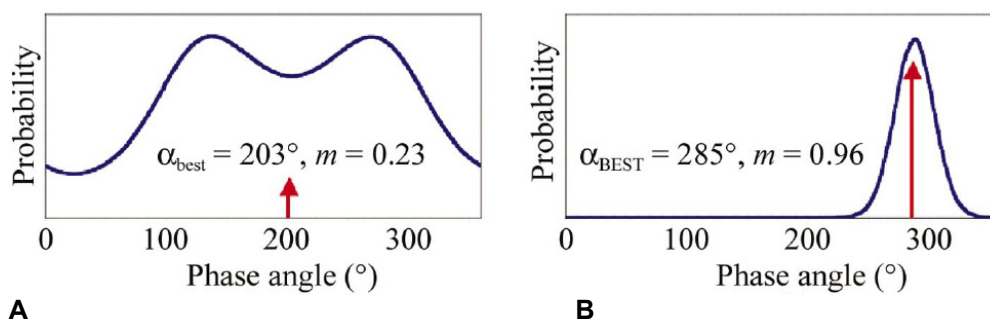 Probability
α_best = 203°, m = 0.23
0 100 200 300
Phase angle (°)
A
Probability
α_BEST = 285°, m = 0.96
0 100 200 300
Phase angle (°)
B